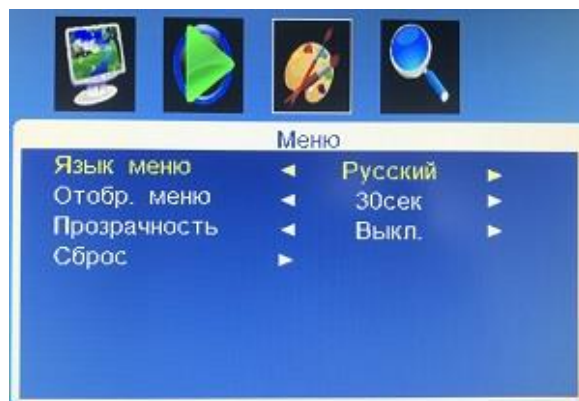 Меню
Язык меню ◄ Русский ►
Отобр. меню ◄ 30сек ►
Прозрачность ◄ Выкл. ►
Сброс ►